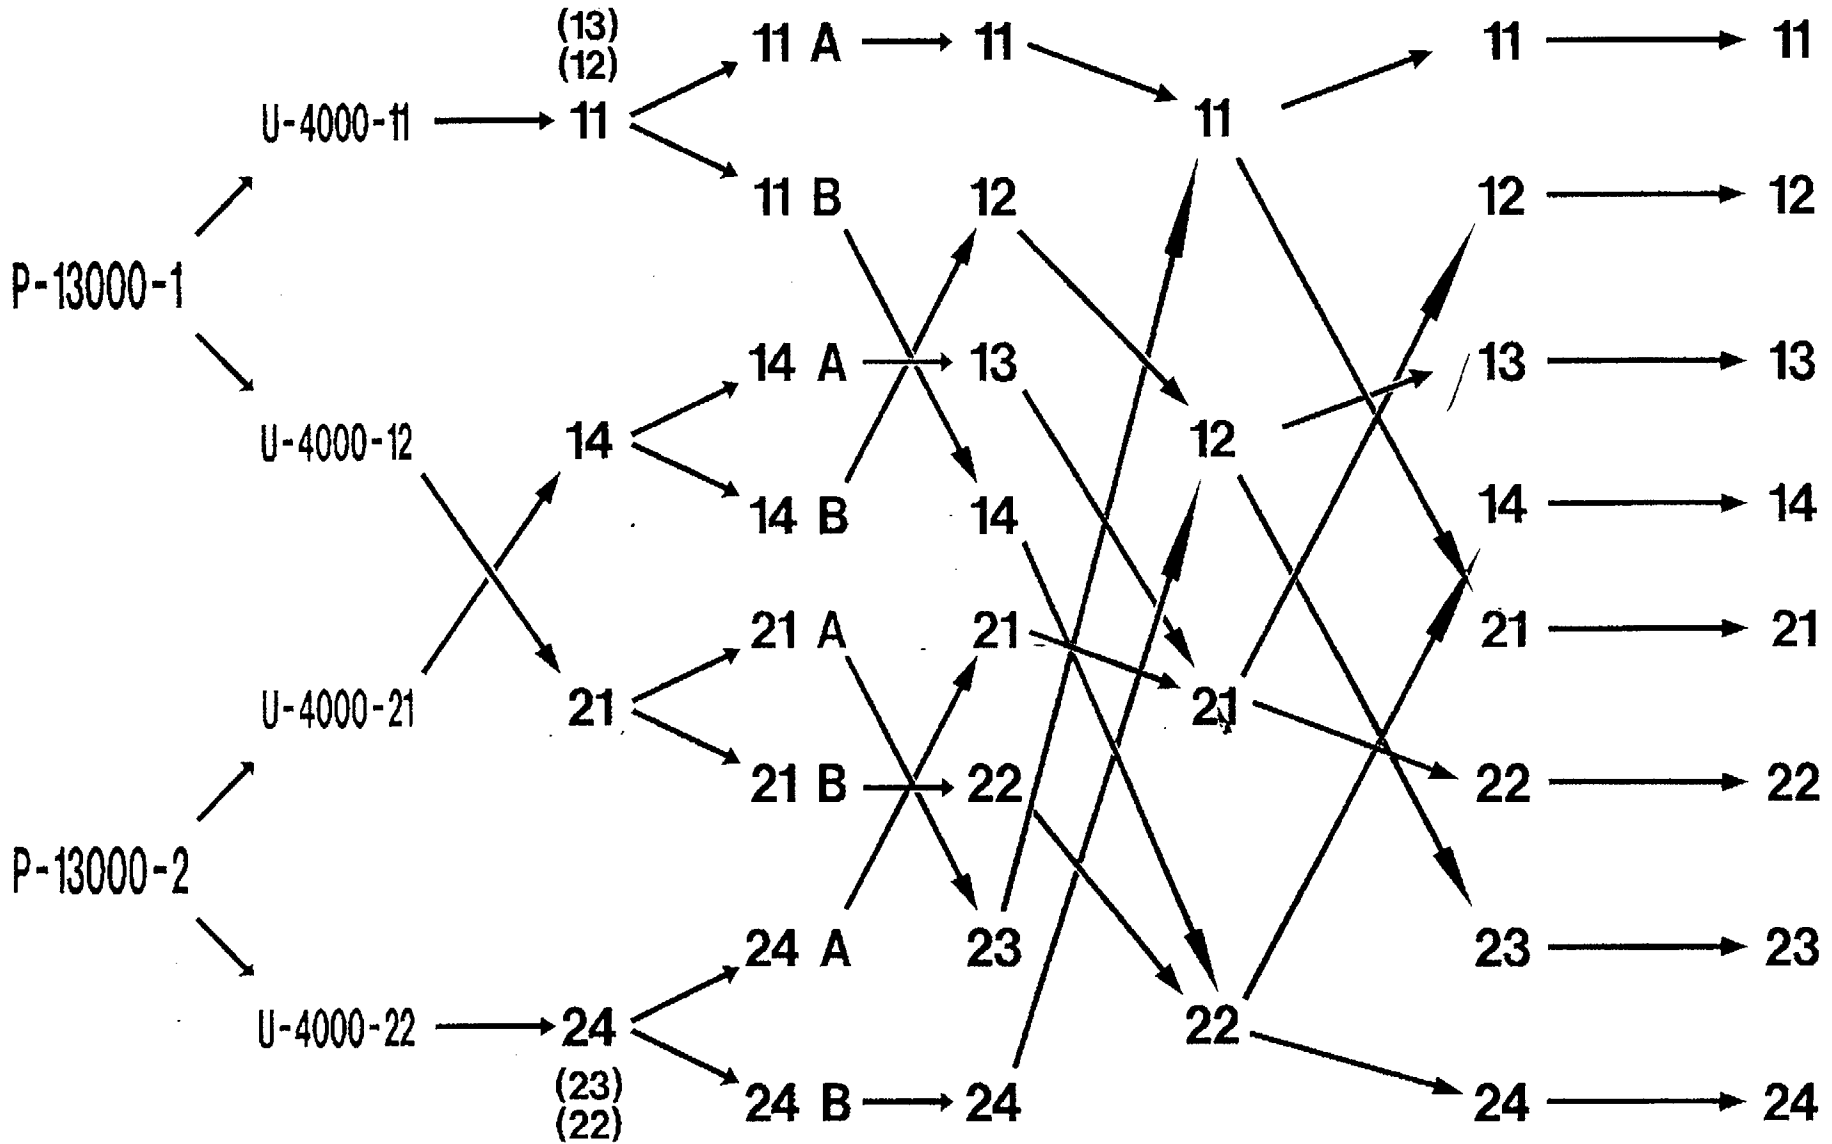 (13)
(12)
11 A 11 11 11
U-4000-11 11 11
11 B 12 12 12
P-13000-1
14 A 13 13 13
U-4000-12 14 12
14 B 14 14 14
21 A 21 21 21
U-4000-21 21 21
21 B 22 22 22
P-13000-2
24 A 23 23 23
U-4000-22 24 22
(23)
24 B 24 24 24
(22)